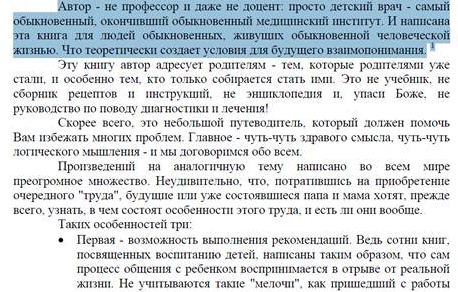 Автор - не профессор и даже не доцент: просто детский врач - самый
обыкновенный, окончивший обыкновенный медицинский институт. И написана
эта книга для людей обыкновенных, живущих обыкновенной человеческой
жизнью. Что теоретически создает условия для будущего взаимопонимания. 1
Эту книгу автор адресует родителям - тем, которые родителями уже
стали, и особенно тем, кто только собирается стать ими. Это не учебник, не
сборник рецептов и инструкций, не энциклопедия и, упаси Боже, не
руководство по поводу диагностики и лечения!
Скорее всего, это небольшой путеводитель, который должен помочь
Вам избежать многих проблем. Главное - чуть-чуть здравого смысла, чуть-чуть
логического мышления - и мы договоримся обо всем.
Произведений на аналогичную тему написано во всем мире
преогромное множество. Неудивительно, что, потратившись на приобретение
очередного "труда", будущие или уже состоявшиеся папа и мама хотят, прежде
всего, узнать, в чем состоят особенности этого труда, и есть ли они вообще.
Таких особенностей три:
• Первая - возможность выполнения рекомендаций. Ведь сотни книг,
посвященных воспитанию детей, написаны таким образом, что сам
процесс общения с ребенком воспринимается в отрыве от реальной
жизни. Не учитываются такие "мелочи", как пришедший с работы